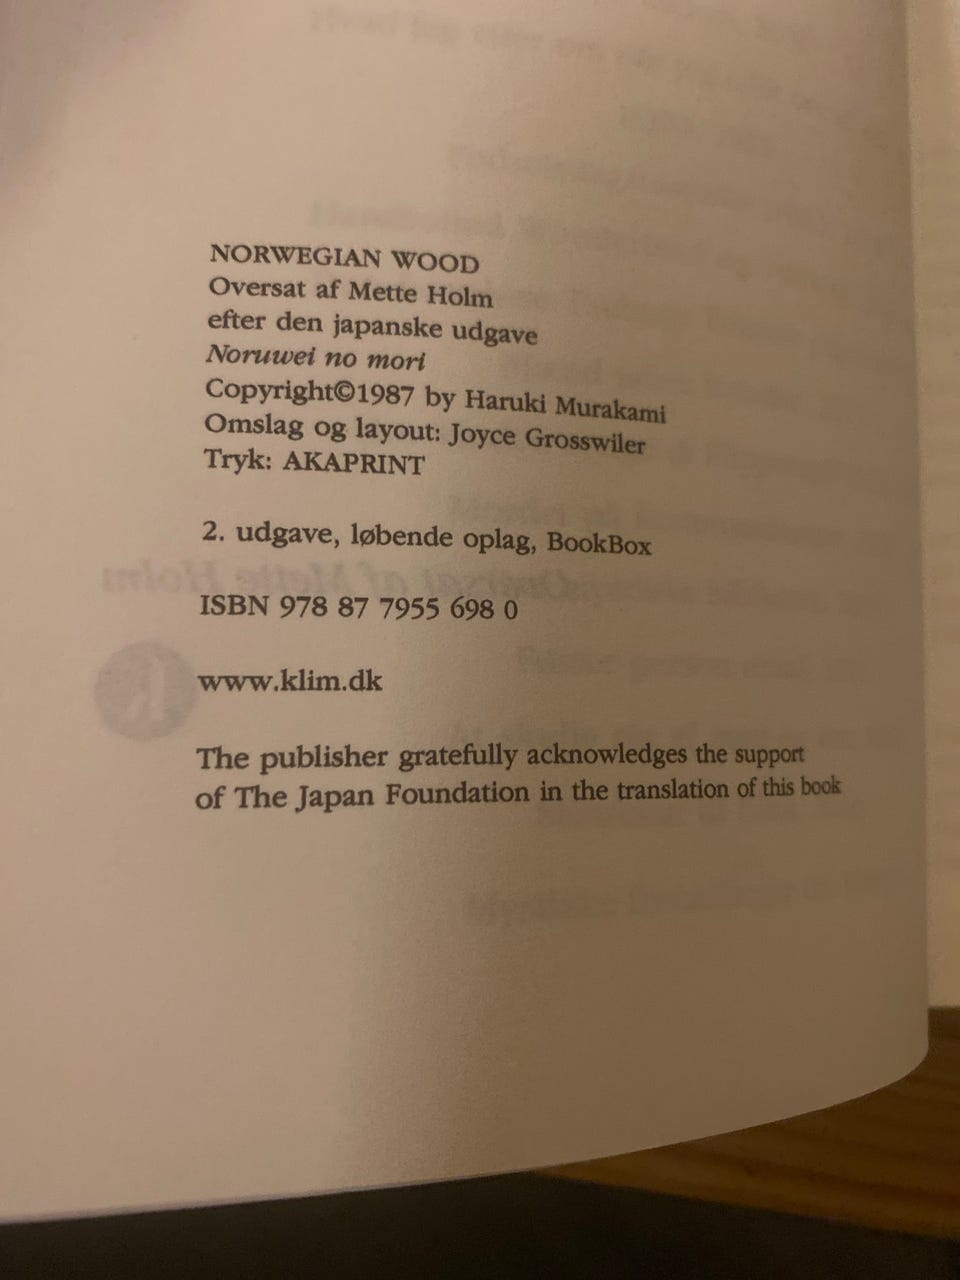 NORWEGIAN WOOD
Oversat af Mette Holm
efter den japanske udgave
Noruwei no mori
Copyright©1987 by Haruki Murakami
Omslag og layout: Joyce Grosswiler
Tryk: AKAPRINT
2. udgave, løbende oplag, BookBox
ISBN 978 87 7955 698 0
www.klim.dk
The publisher gratefully acknowledges the support
of The Japan Foundation in the translation of this book